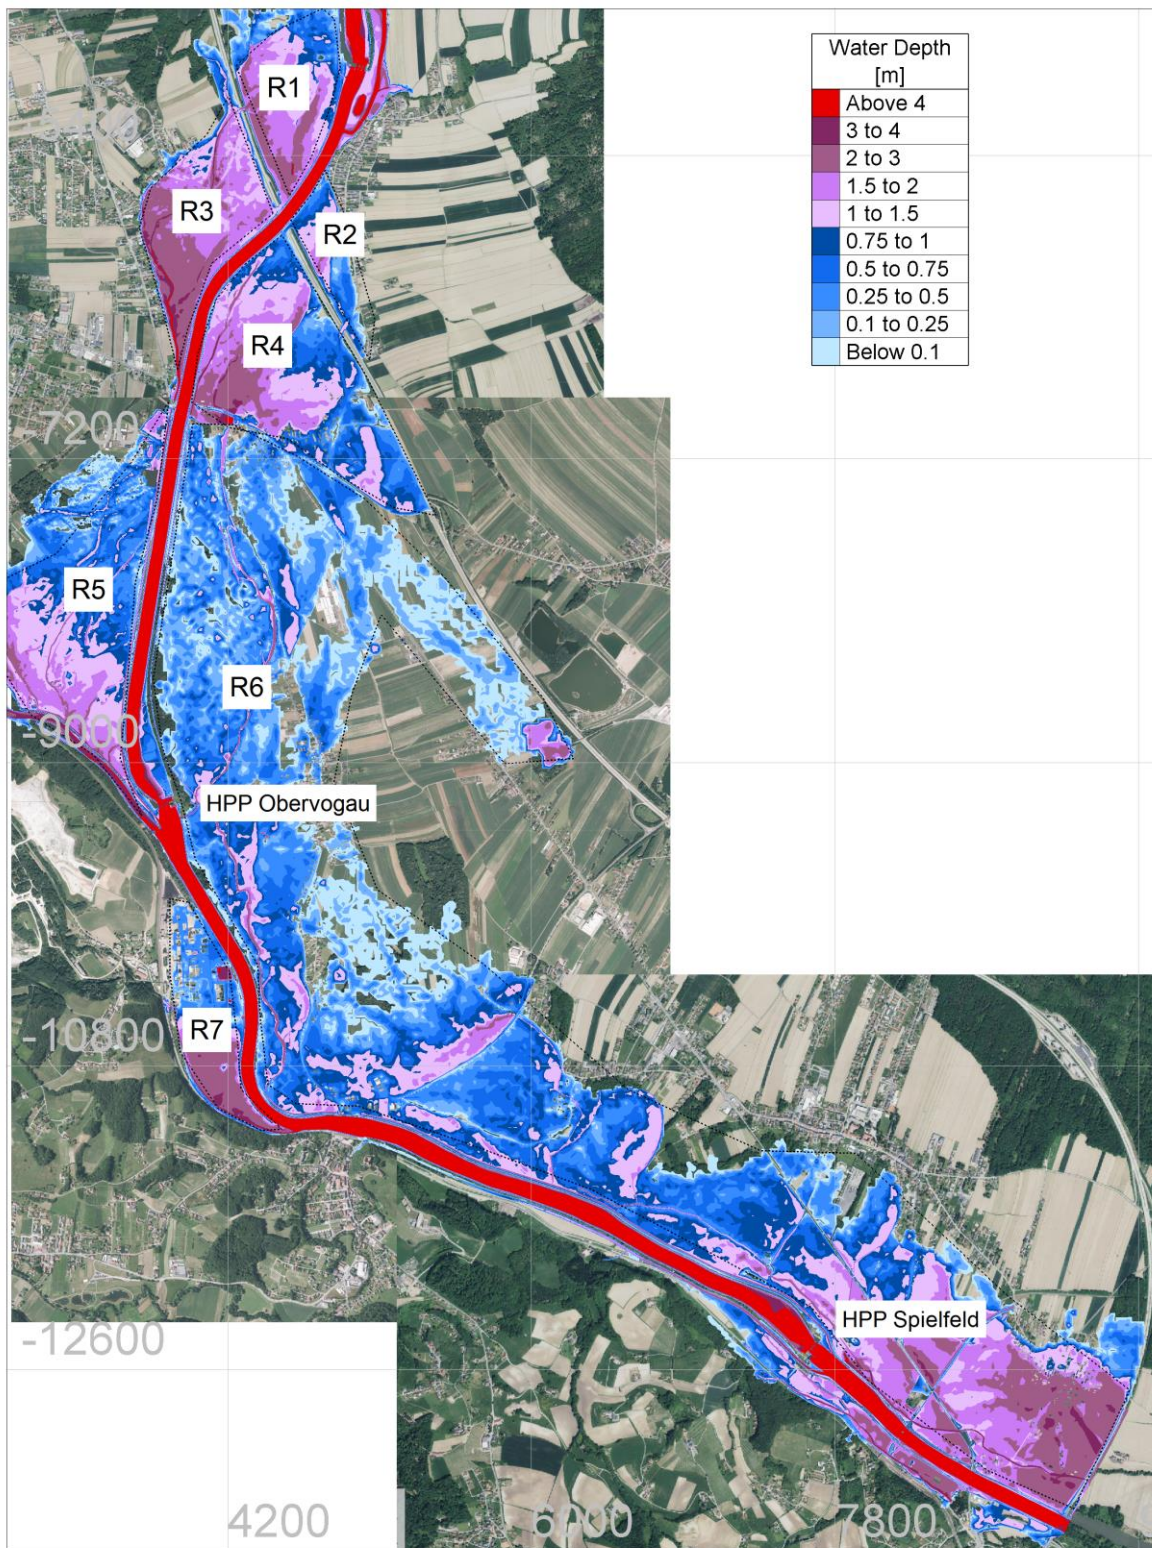 Water Depth
[m]
Above 4
3 to 4
2 to 3
1.5 to 2
1 to 1.5
0.75 to 1
0.5 to 0.75
0.25 to 0.5
0.1 to 0.25
Below 0.1
R1
R3
R2
R4
7200
R5
R6
-9000
HPP Obervogau
R7
-10800
HPP Spielfeld
-12600
4200
6000
7800